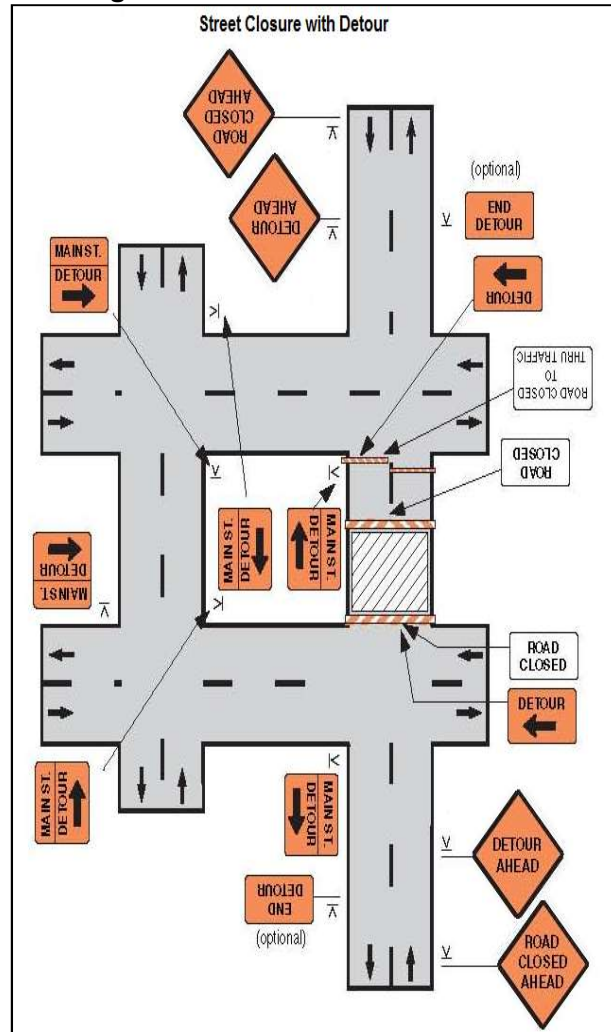 Street Closure with Detour
ROAD
CLOSED
AHEAD
DETOUR
AHEAD
(optional)
END
DETOUR
MAIN ST.
DETOUR
DETOUR
ROAD CLOSED
TO
THRU TRAFFIC
ROAD
CLOSED
MAIN ST.
DETOUR
MAIN ST.
DETOUR
MAIN ST.
DETOUR
ROAD
CLOSED
DETOUR
MAIN ST.
DETOUR
MAIN ST.
DETOUR
DETOUR
AHEAD
END
DETOUR
(optional)
ROAD
CLOSED
AHEAD